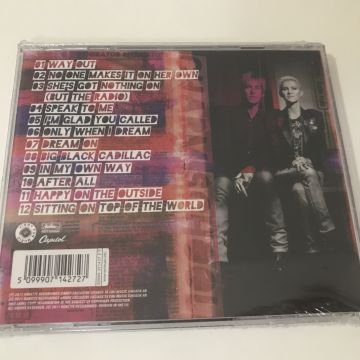 01 WAY OUT
02 NO ONE MAKES IT ON HER OWN
03 SHE'S GOT NOTHING ON
(BUT THE RADIO)
04 SPEAK TO ME
05 I'M GLAD YOU CALLED
06 ONLY WHEN I DREAM
07 DREAM ON
08 BIG BLACK CADILLAC
09 IN MY OWN WAY
10 AFTER ALL
11 HAPPY ON THE OUTSIDE
12 SITTING ON TOP OF THE WORLD
Capitol
5 099907 142727